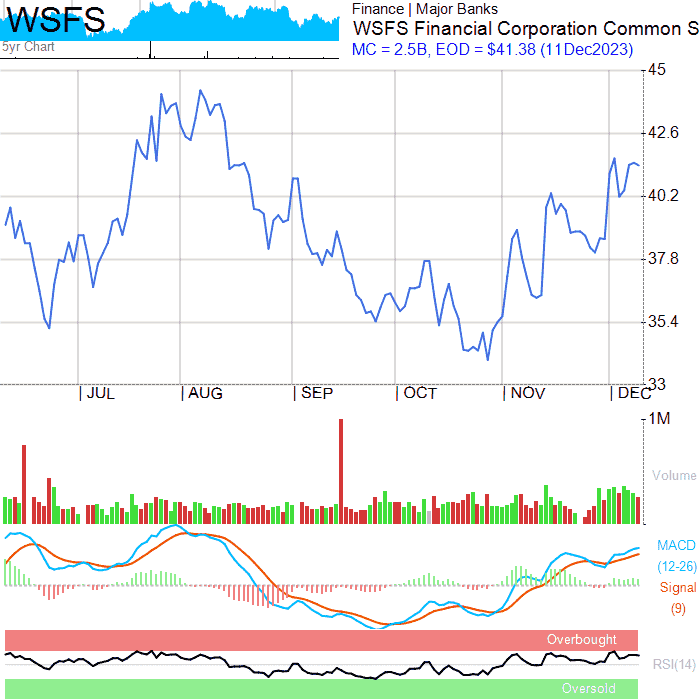 WSFS
5yr Chart
Finance | Major Banks
WSFS Financial Corporation Common S
MC = 2.5B, EOD = $41.38 (11Dec2023)
45
42.6
40.2
37.8
35.4
33
JUL
AUG
SEP
OCT
NOV
DEC
1M
Volume
MACD
(12-26)
Signal
(9)
Overbought
RSI(14)
Oversold